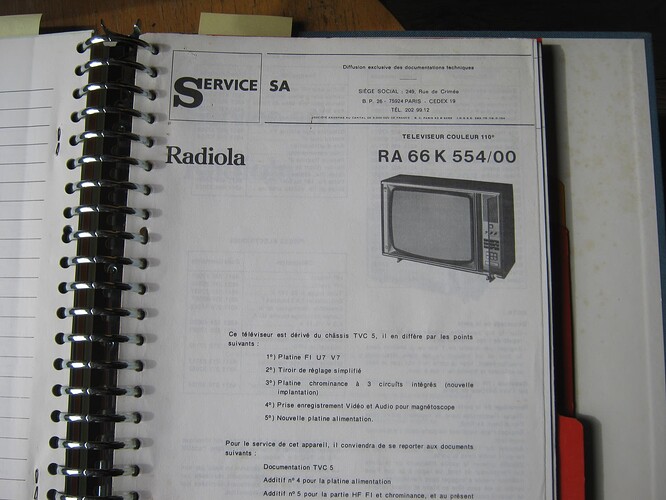 SERVICE SA
Diffusion exclusive des documentations techniques
SIÉGE SOCIAL : 249, Rue de Crimée
B.P. 26 - 75924 PARIS - CEDEX 19
TÉL. 202.99.12
TELEVISEUR COULEUR 110°
Radiola
RA 66 K 554/00
Ce téléviseur est dérivé du châssis TVC 5, il en diffère par les points
suivants :
1°) Platine FI U7 V7
2°) Tiroir de réglage simplifié
3°) Platine chrominance à 3 circuits intégrés (nouvelle
implantation)
4°) Prise enregistrement Vidéo et Audio pour magnétoscope
5°) Nouvelle platine alimentation.
Pour le service de cet appareil, il conviendra de se reporter aux documents
suivants :
Documentation TVC 5
Additif n° 4 pour la platine alimentation
Additif n° 5 pour la partie HF FI et chrominance, et au présent